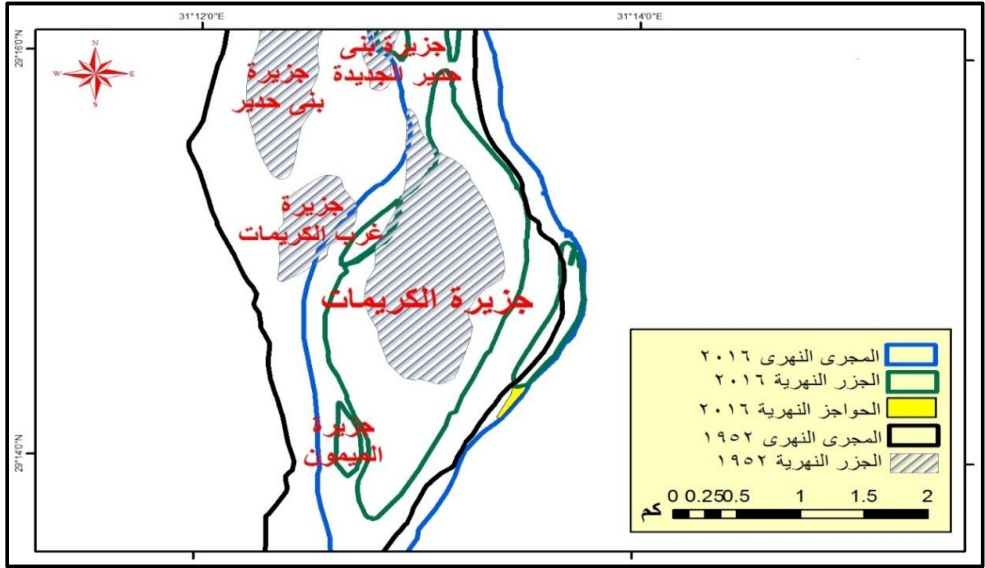 31°12'0"E
31°14'0"E
29°16'0"N
N
W
E
S
جزيرة بنى
حدير الجديدة
جزيرة
بنى حدير
جزيرة
غرب الكريمات
جزيرة الكريمات
جزيرة
الميمون
29°14'0"N
المجرى النهرى ٢٠١٦
الجزر النهرية ٢٠١٦
الحواجز النهرية ٢٠١٦
المجرى النهرى ١٩٥٢
الجزر النهرية ١٩٥٢
0 0.25 0.5 1 1.5 2
كم